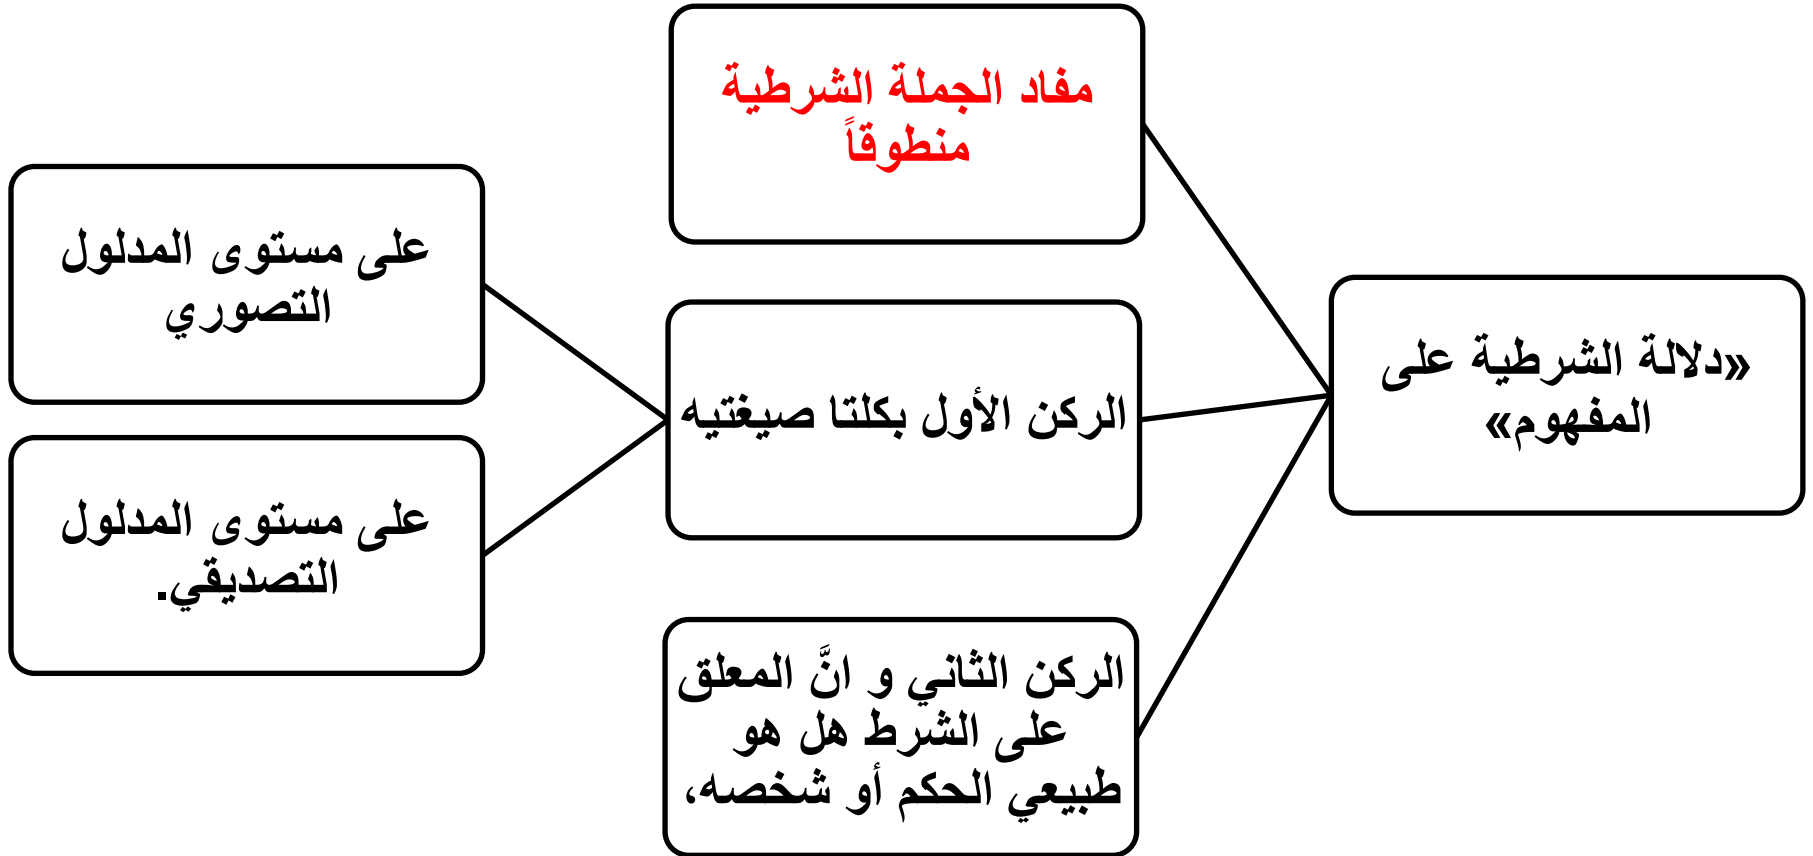 «دلالة الشرطية على
المفهوم»
مفاد الجملة الشرطية
منطوقاً
الركن الأول بكلتا صيغتيه
على مستوى المدلول
التصوري
على مستوى المدلول
التصديقي.
الركن الثاني و انَّ المعلق
على الشرط هل هو
طبيعي الحكم أو شخصه،